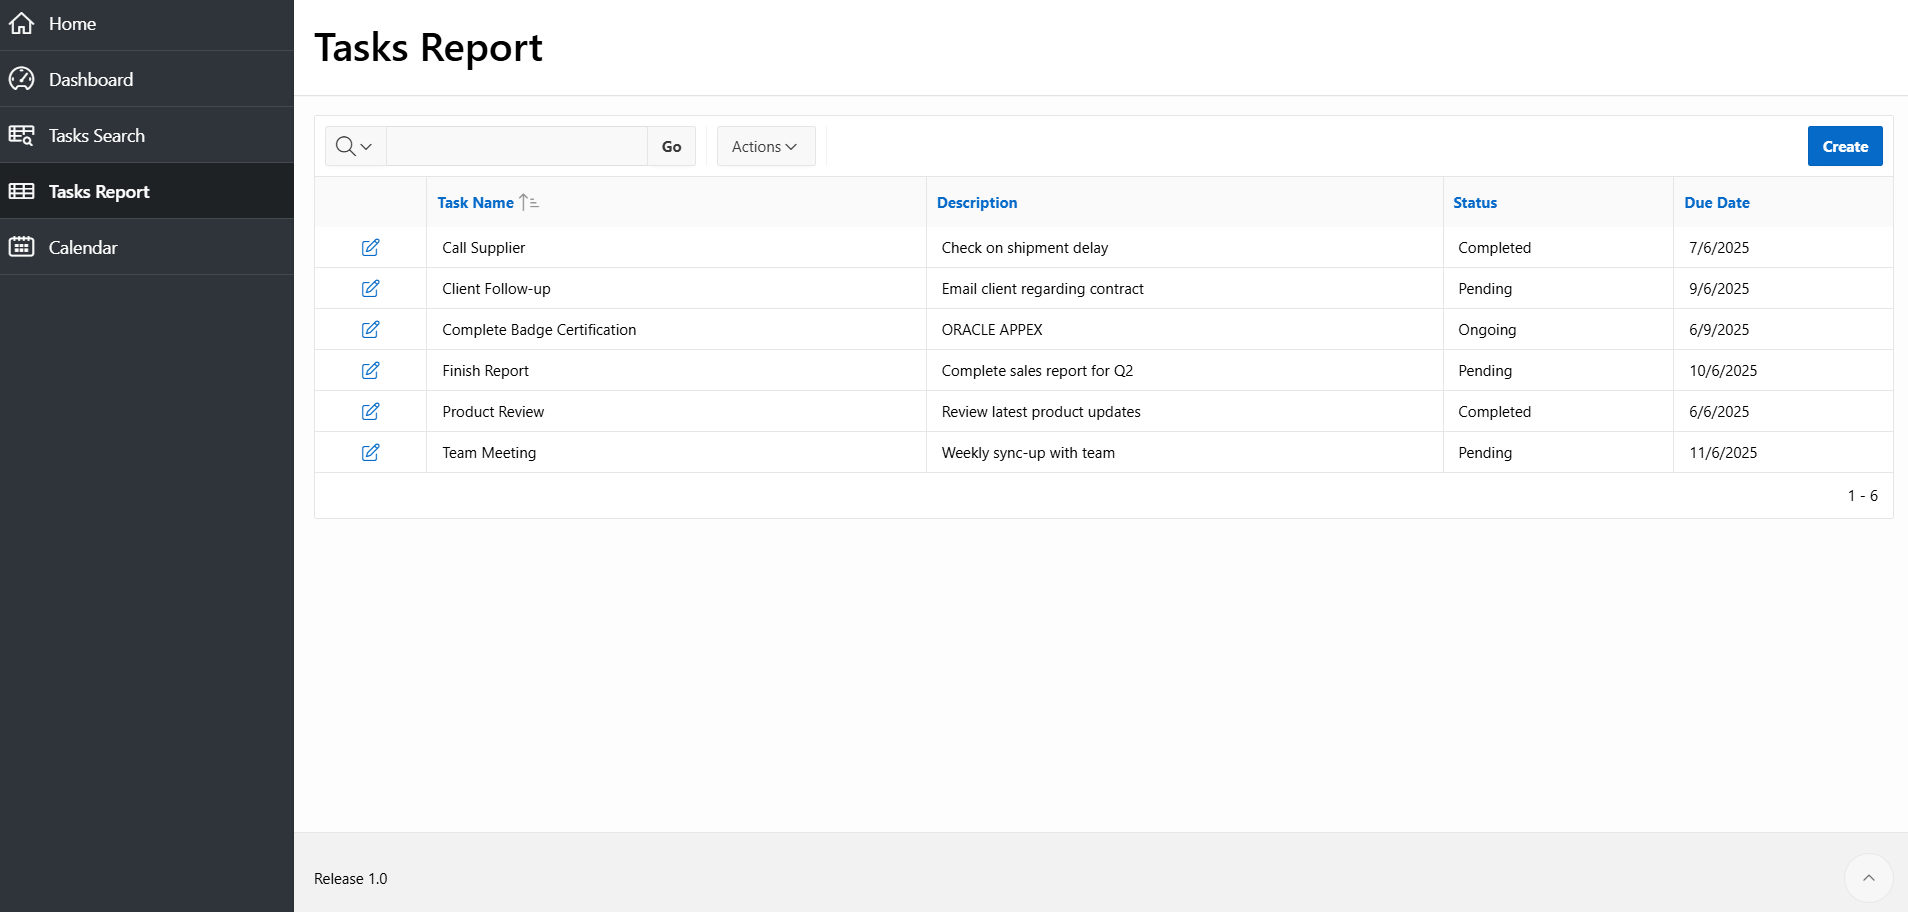 Home
Dashboard
Tasks Search
Tasks Report
Calendar
Tasks Report
Go
Actions
Create
Task Name Description Status Due Date
Call Supplier Check on shipment delay Completed 7/6/2025
Client Follow-up Email client regarding contract Pending 9/6/2025
Complete Badge Certification ORACLE APPEX Ongoing 6/9/2025
Finish Report Complete sales report for Q2 Pending 10/6/2025
Product Review Review latest product updates Completed 6/6/2025
Team Meeting Weekly sync-up with team Pending 11/6/2025
1 - 6
Release 1.0